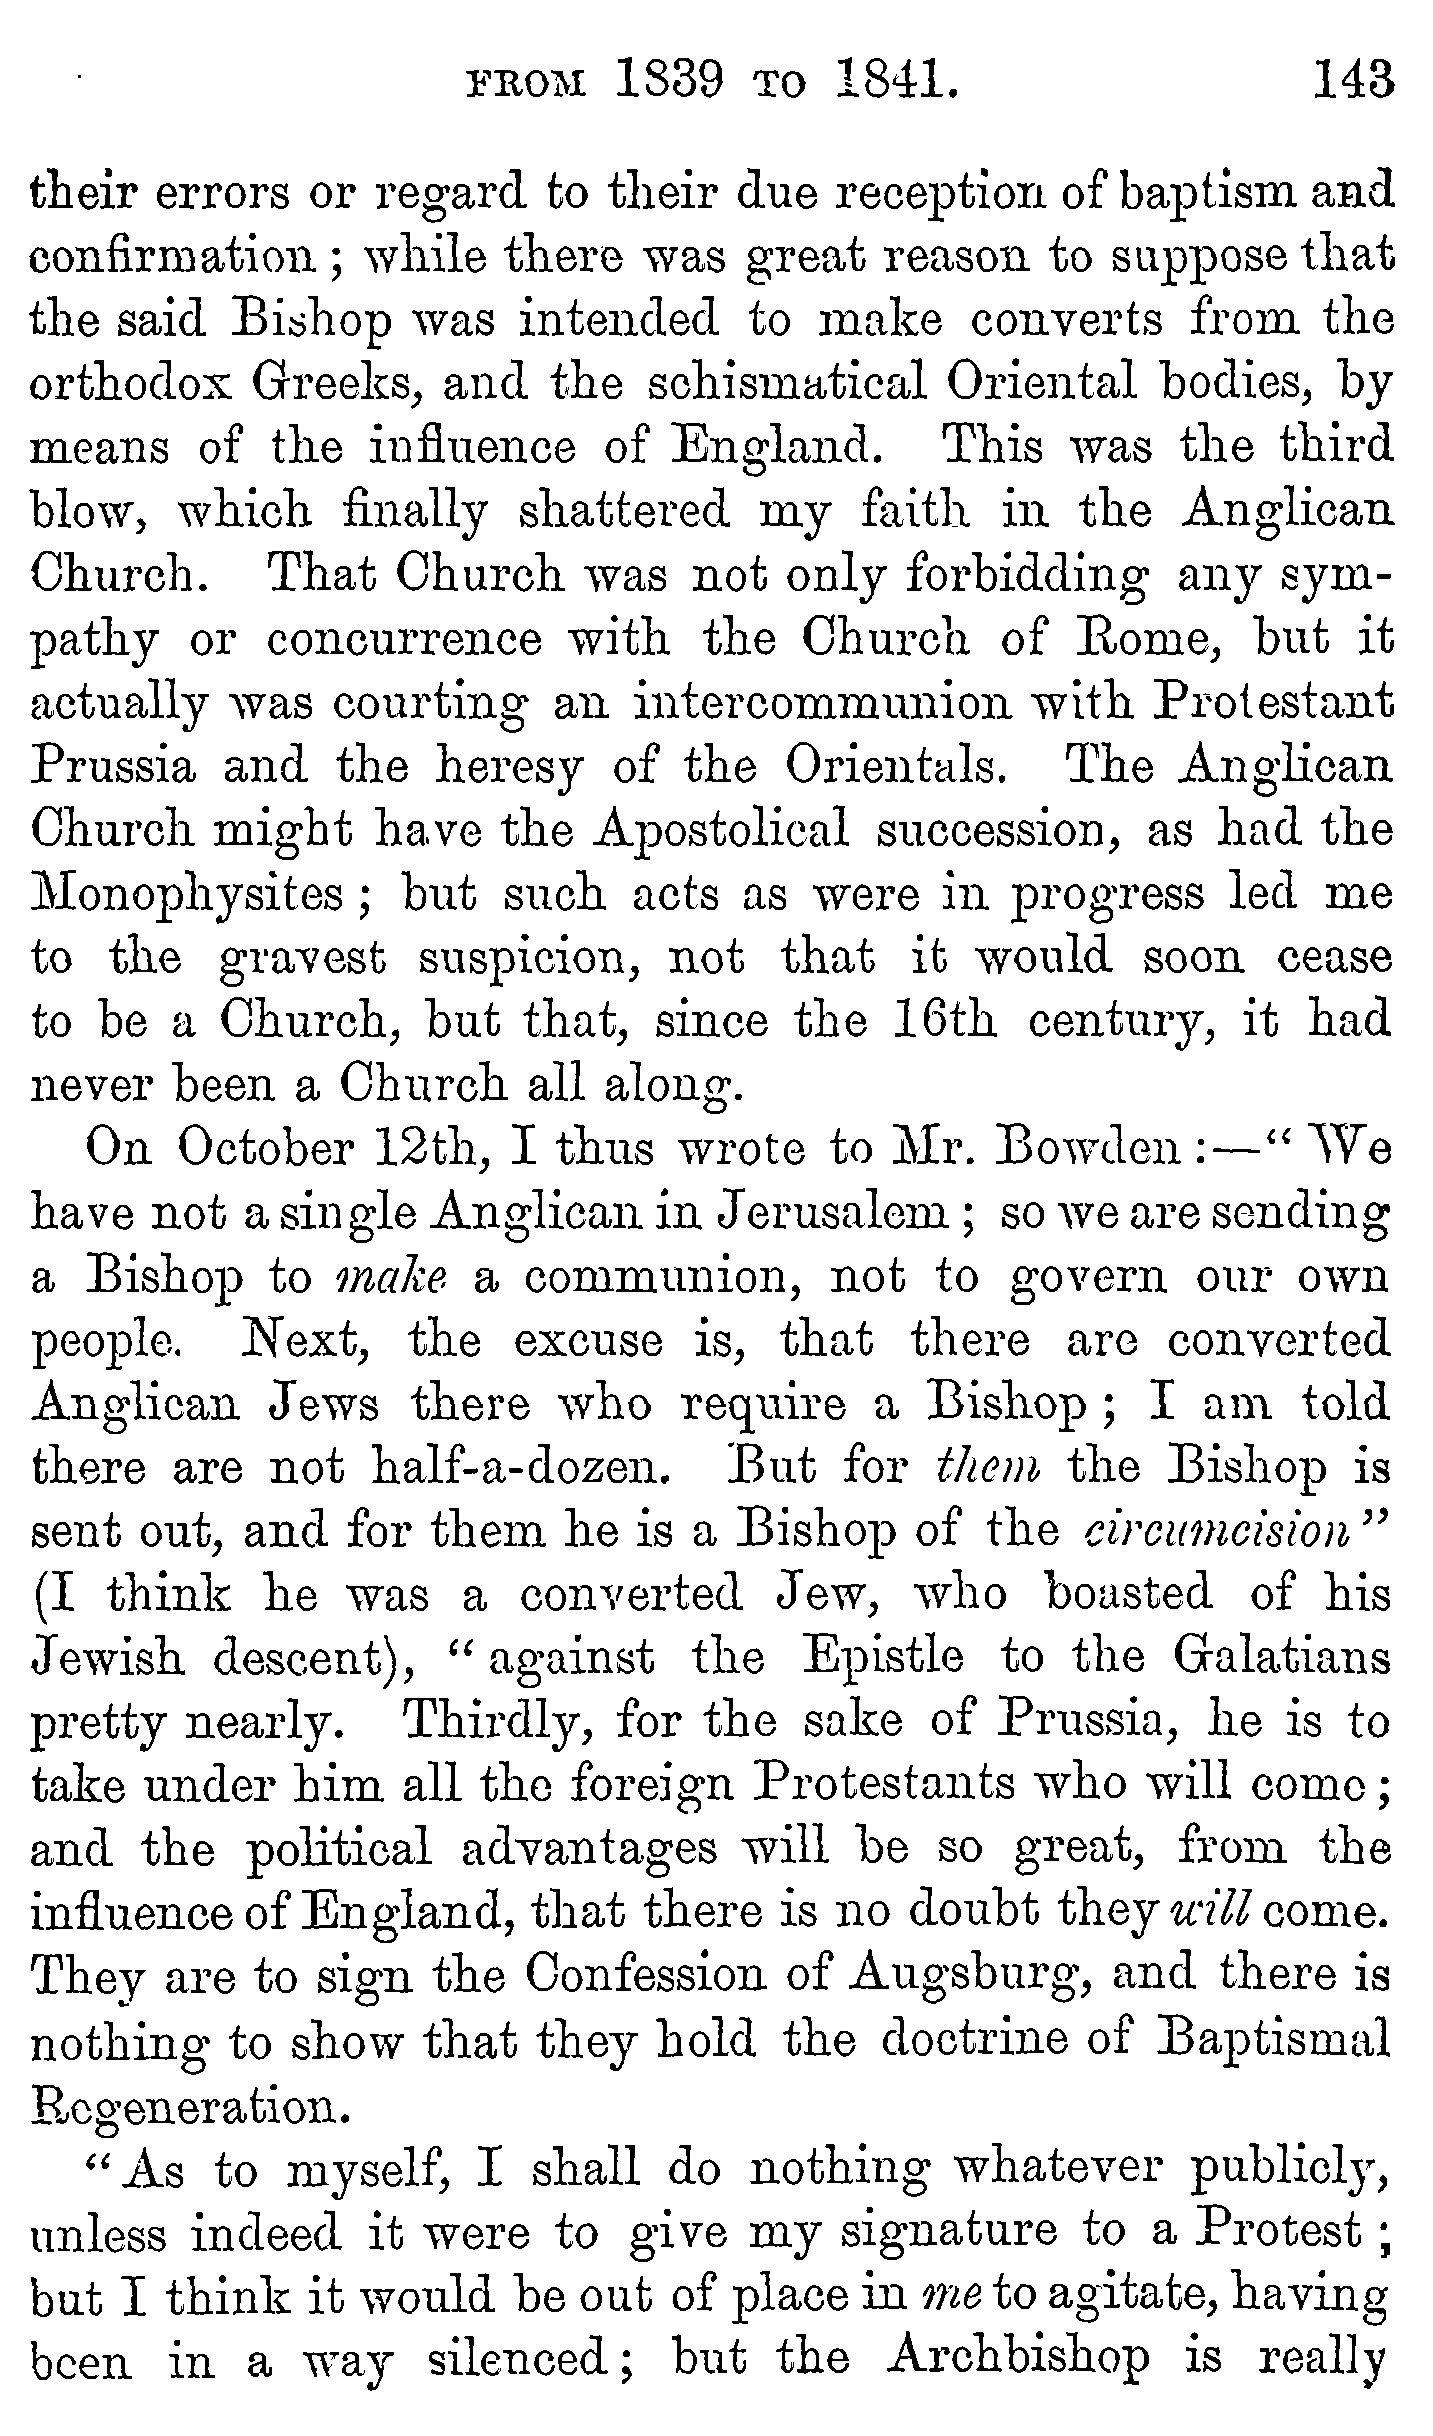 FROM 1839 TO 1841. 143
their errors or regard to their due reception of baptism and
confirmation; while there was great reason to suppose that
the said Bishop was intended to make converts from the
orthodox Greeks, and the schismatical Oriental bodies, by
means of the influence of England. This was the third
blow, which finally shattered my faith in the Anglican
Church. That Church was not only forbidding any sym-
pathy or concurrence with the Church of Rome, but it
actually was courting an intercommunion with Protestant
Prussia and the heresy of the Orientals. The Anglican
Church might have the Apostolical succession, as had the
Monophysites; but such acts as were in progress led me
to the gravest suspicion, not that it would soon cease
to be a Church, but that, since the 16th century, it had
never been a Church all along.
On October 12th, I thus wrote to Mr. Bowden:—“We
have not a single Anglican in Jerusalem; so we are sending
a Bishop to make a communion, not to govern our own
people. Next, the excuse is, that there are converted
Anglican Jews there who require a Bishop; I am told
there are not half-a-dozen. But for them the Bishop is
sent out, and for them he is a Bishop of the circumcision”
(I think he was a converted Jew, who boasted of his
Jewish descent), “against the Epistle to the Galatians
pretty nearly. Thirdly, for the sake of Prussia, he is to
take under him all the foreign Protestants who will come;
and the political advantages will be so great, from the
influence of England, that there is no doubt they will come.
They are to sign the Confession of Augsburg, and there is
nothing to show that they hold the doctrine of Baptismal
Regeneration.
“As to myself, I shall do nothing whatever publicly,
unless indeed it were to give my signature to a Protest;
but I think it would be out of place in me to agitate, having
been in a way silenced; but the Archbishop is really